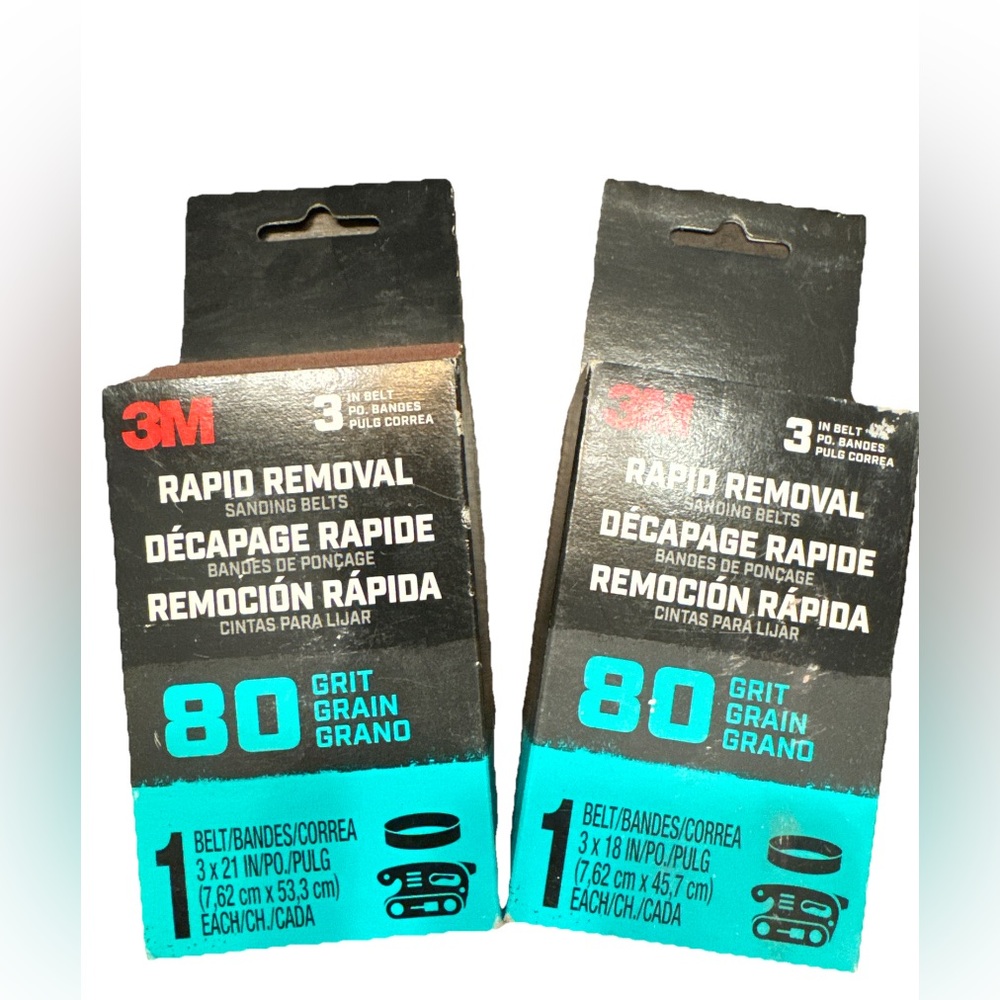 3M
3 IN BELT
PO. BANDES
PULG CORREA
RAPID REMOVAL
SANDING BELTS
DÉCAPAGE RAPIDE
BANDES DE PONÇAGE
REMOCIÓN RÁPIDA
CINTAS PARA LIJAR
80 GRIT
GRAIN
GRANO
1 BELT/BANDES/CORREA
3 x 21 IN/PO./PULG
(7,62 cm x 53,3 cm)
EACH/CH./CADA
3M
3 IN BELT
PO. BANDES
PULG CORREA
RAPID REMOVAL
SANDING BELTS
DÉCAPAGE RAPIDE
BANDES DE PONÇAGE
REMOCIÓN RÁPIDA
CINTAS PARA LIJAR
80 GRIT
GRAIN
GRANO
1 BELT/BANDES/CORREA
3 x 18 IN/PO./PULG
(7,62 cm x 45,7 cm)
EACH/CH./CADA